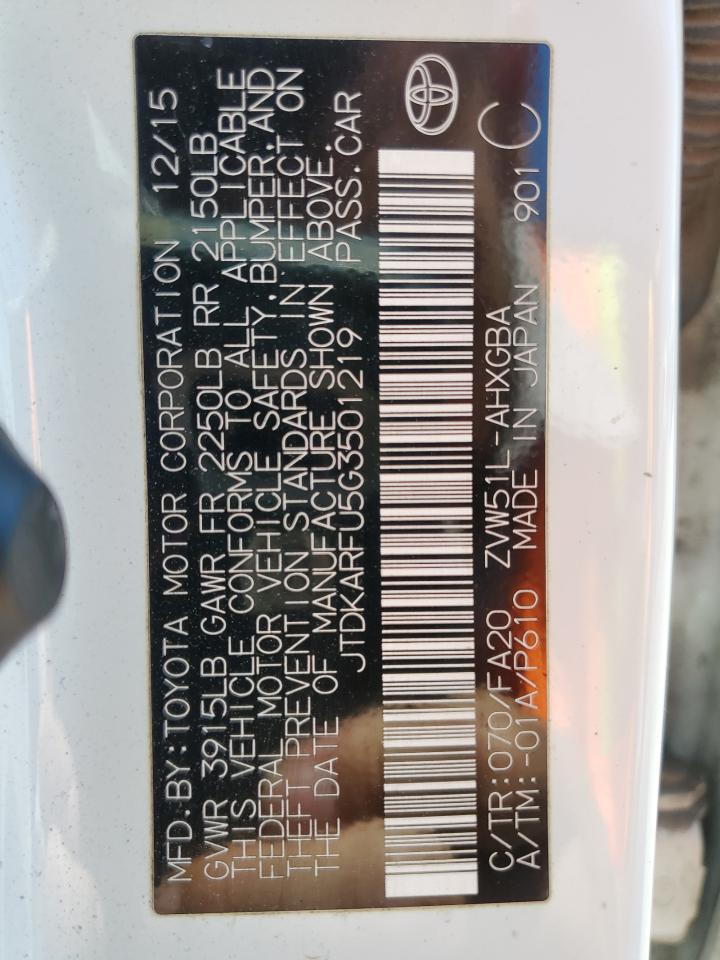 MFD.BY:TOYOTA MOTOR CORPORATION 12/15
GVWR 3915LB GAWR FR 2250LB RR 2150LB
THIS VEHICLE CONFORMS TO ALL APPLICABLE
FEDERAL MOTOR VEHICLE SAFETY,BUMPER,AND
THEFT PREVENTION STANDARDS IN EFFECT ON
THE DATE OF MANUFACTURE SHOWN ABOVE.
JTDKARFU5G3501219 PASS.CAR
C/TR:070/FA20 ZVW51L-AHXGBA C
A/TM:-01A/P610 MADE IN JAPAN 901